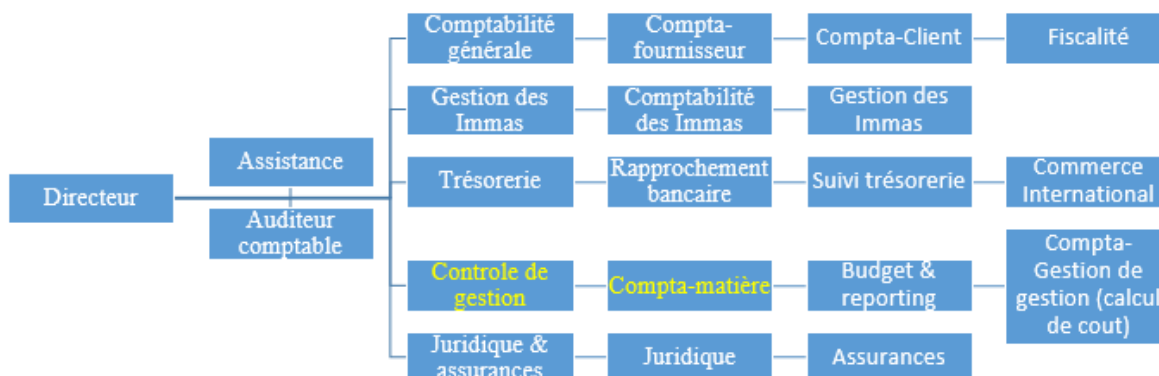 Comptabilité
générale
Compta-
fournisseur
Compta-Client
Fiscalité
Gestion des
Immas
Comptabilité
des Immas
Gestion des
Immas
Assistance
Directeur
Auditeur
comptable
Trésorerie
Rapprochement
bancaire
Suivi trésorerie
Commerce
International
Controle de
gestion
Compta-matière
Budget &
reporting
Compta-
Gestion de
gestion (calcul
de cout)
Juridique &
assurances
Juridique
Assurances